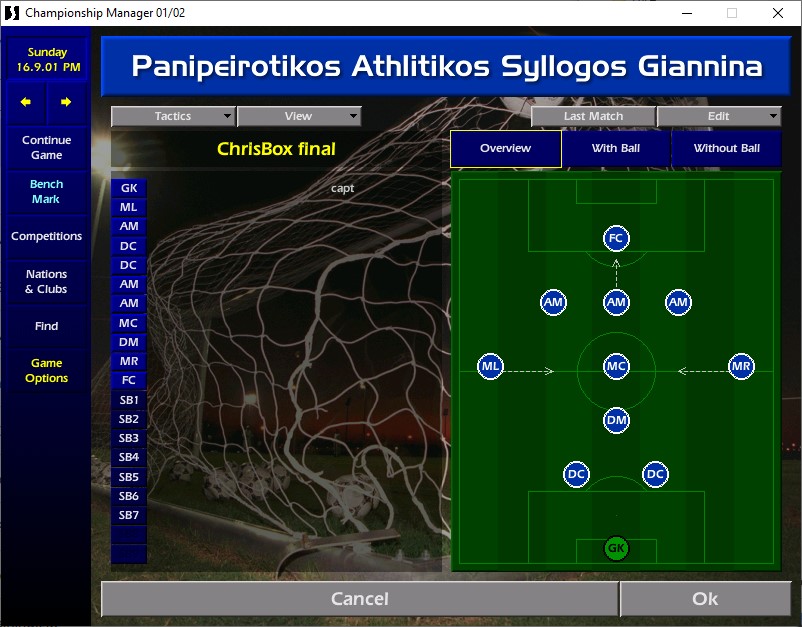 Championship Manager 01/02
Sunday
16.9.01 PM
Continue
Game
Bench
Mark
Competitions
Nations
& Clubs
Find
Game
Options
Panipeirotikos Athlitikos Syllogos Giannina
Tactics View Last Match Edit
ChrisBox final
Overview With Ball Without Ball
GK capt
ML
AM
DC
DC
AM
AM
MC
DM
MR
FC
SB1
SB2
SB3
SB4
SB5
SB6
SB7
FC
AM AM AM
ML MC MR
DM
DC DC
GK
Cancel Ok